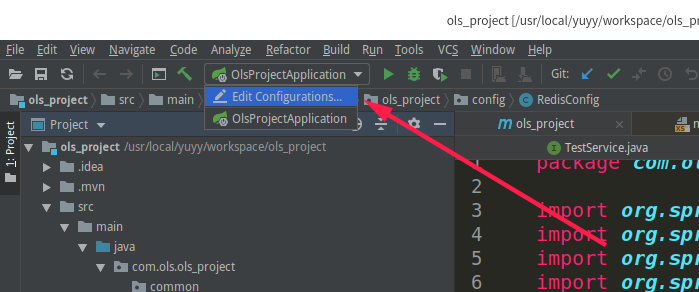 ols_project [/usr/local/yuyy/workspace/ols_pr
File Edit View Navigate Code Analyze Refactor Build Run Tools VCS Window Help
OlsProjectApplication Git:
ols_project src main ols_project config RedisConfig
Edit Configurations...
OlsProjectApplication
1: Project
Project
ols_project
TestService.java
ols_project /usr/local/yuyy/workspace/ols_project
.idea
.mvn
src
main
java
com.ols.ols_project
common
1 package com.ol
2
3 import org.spr
4 import org.spr
5 import org.spr
6 import org.spr